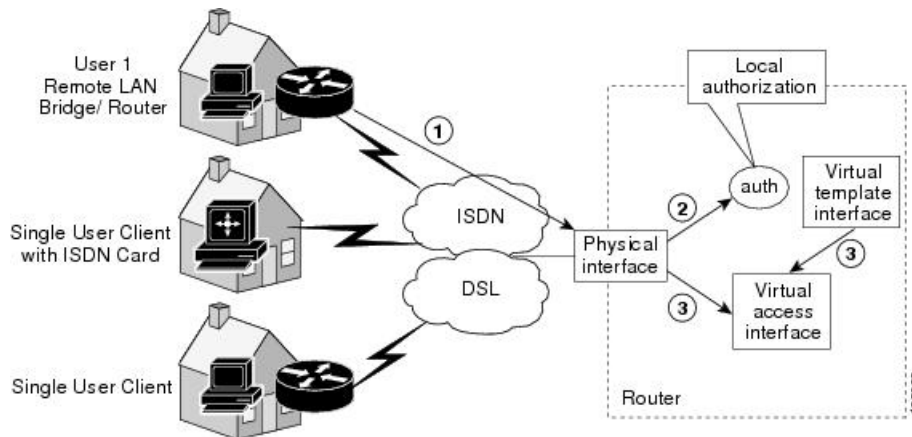 User 1
Remote LAN
Bridge/ Router
Single User Client
with ISDN Card
Single User Client
1
ISDN
DSL
Physical
interface
2
3
Local
authorization
auth
Virtual
template
interface
3
Virtual
access
interface
Router